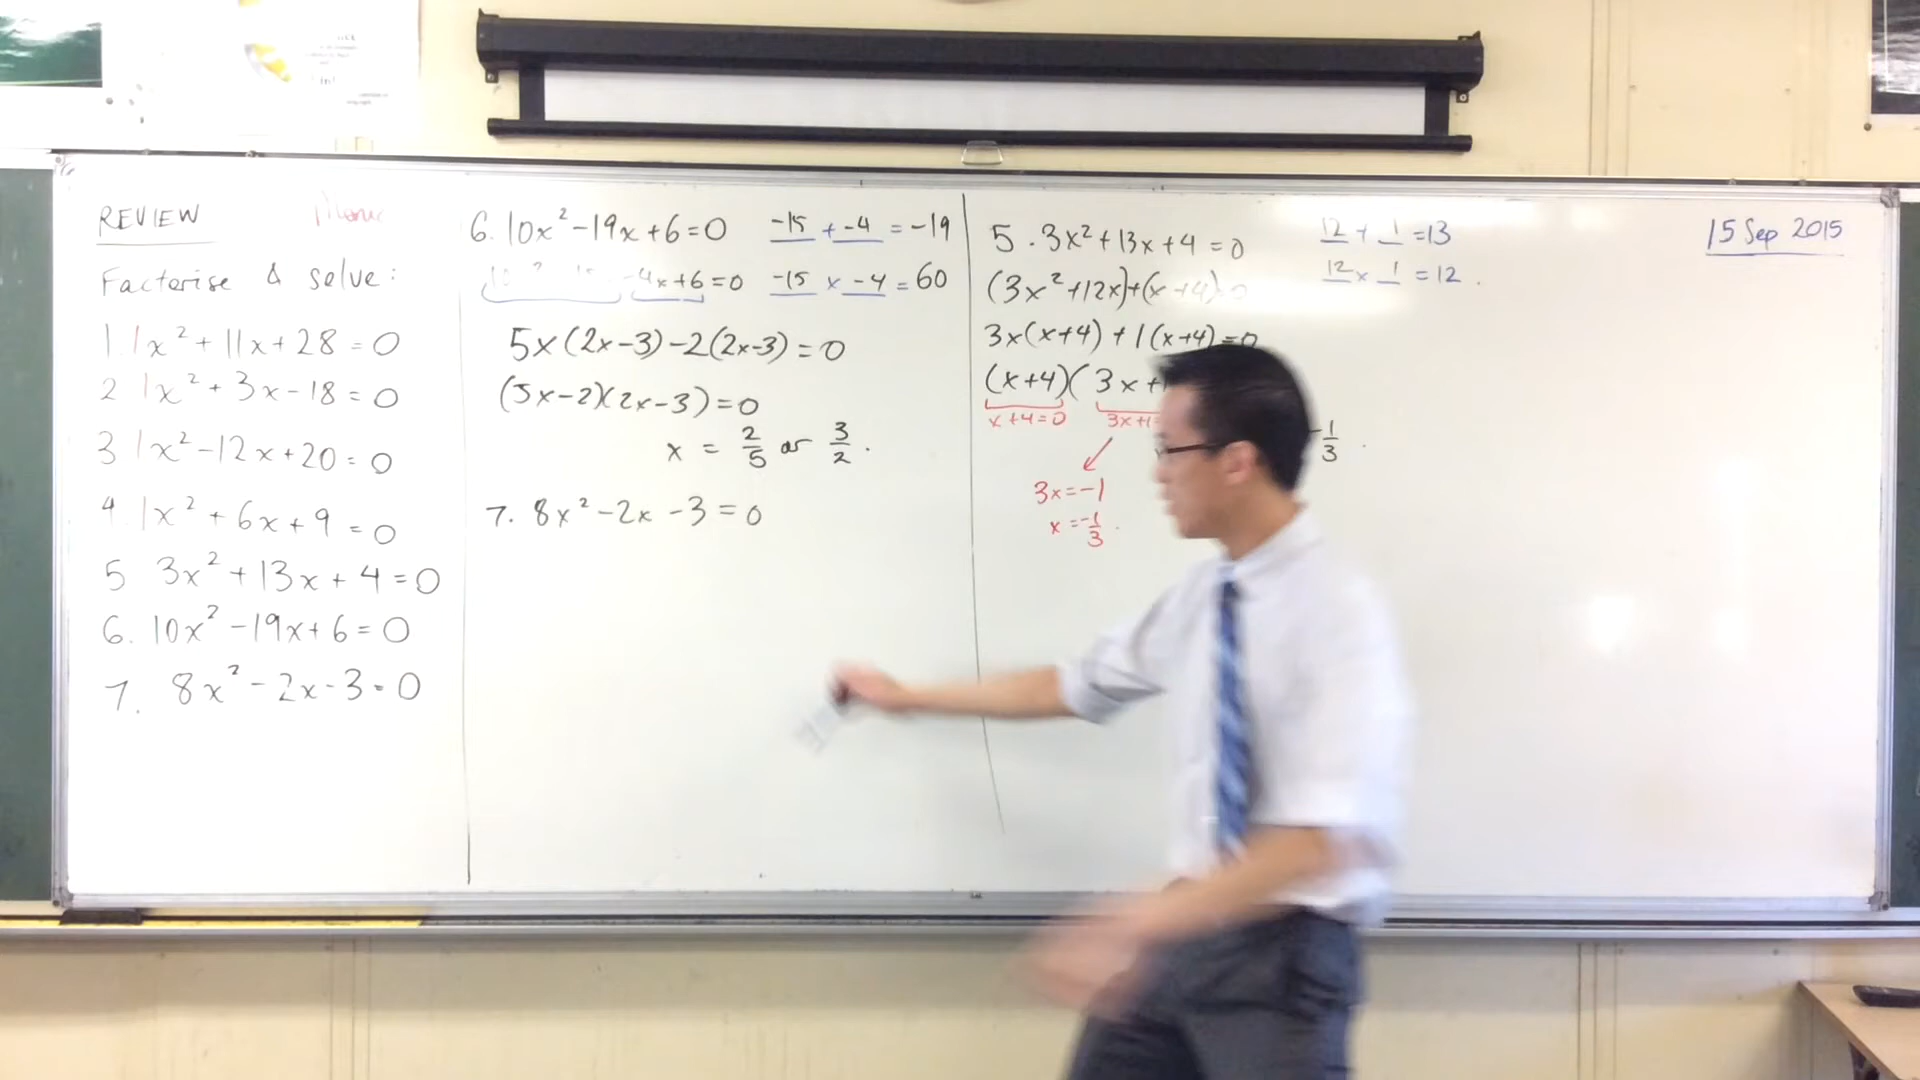 REVIEW
Factorise & solve:
1. 1x² + 11x + 28 = 0
2 1x² + 3x - 18 = 0
3 1x² - 12x + 20 = 0
4. 1x² + 6x + 9 = 0
5 3x² + 13x + 4 = 0
6. 10x² - 19x + 6 = 0
7. 8x² - 2x - 3 = 0
6. 10x² - 19x + 6 = 0 -15 + -4 = -19
-4x + 6 = 0 -15 x -4 = 60
5x(2x-3) - 2(2x-3) = 0
(5x-2)(2x-3) = 0
x = 2/5 or 3/2.
7. 8x² - 2x - 3 = 0
5. 3x² + 13x + 4 = 0 12 + 1 = 13
(3x² + 12x) + (x + 4) 12 x 1 = 12.
3x(x+4) + 1(x+4) = 0
(x+4)(3x+
x+4=0 3x+1=
-1/3.
3x = -1
x = -1/3.
15 Sep 2015